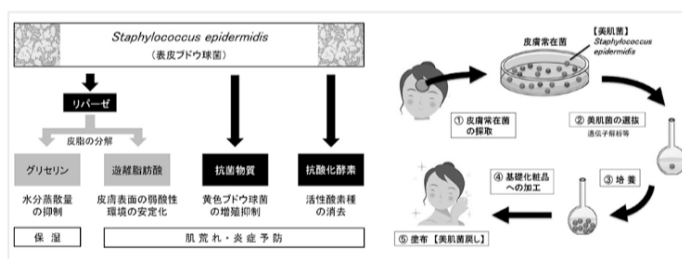 Staphylococcus epidermidis
(表皮ブドウ球菌)
リパーゼ
皮脂の分解
グリセリン
遊離脂肪酸
抗菌物質
抗酸化酵素
水分蒸散量
の抑制
皮膚表面の弱酸性
環境の安定化
黄色ブドウ球菌
の増殖抑制
活性酸素種
の消去
保湿
肌荒れ・炎症予防
皮膚常在菌
【美肌菌】
Staphylococcus
epidermidis
① 皮膚常在菌
の採取
② 美肌菌の選抜
遺伝子解析等
③ 培養
④ 基礎化粧品
への加工
⑤ 塗布【美肌菌戻し】